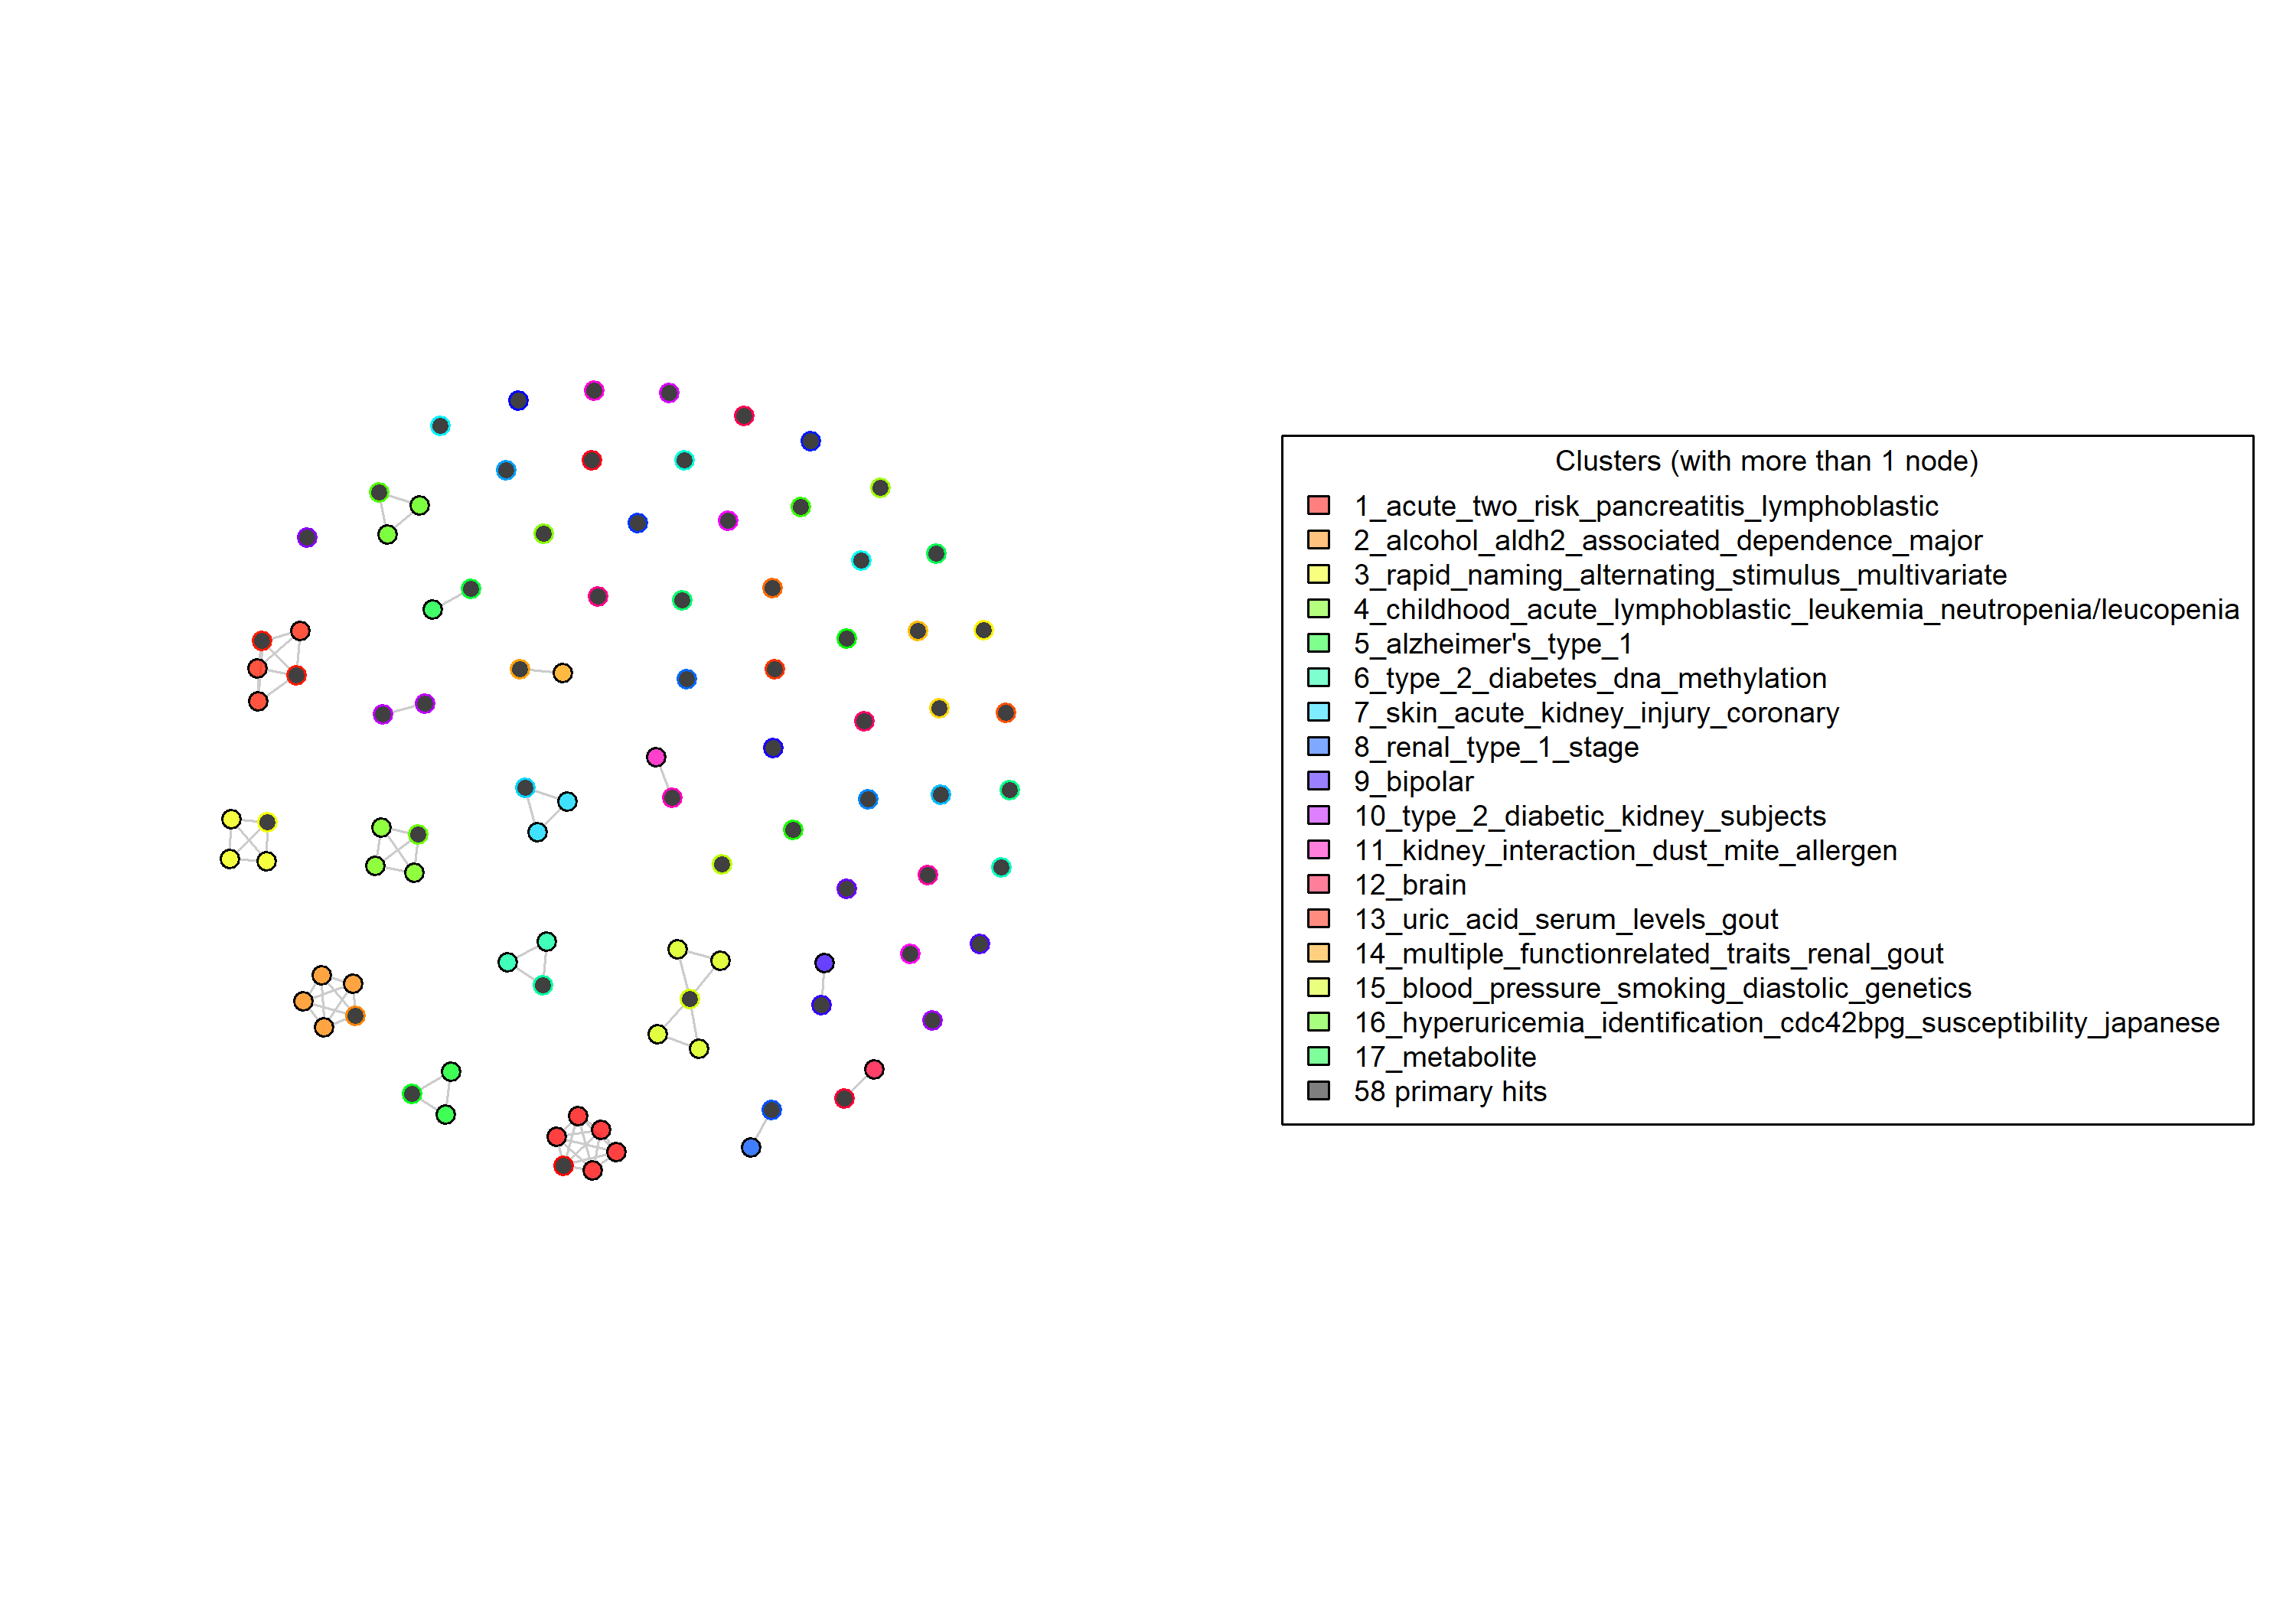 Clusters (with more than 1 node)
1_acute_two_risk_pancreatitis_lymphoblastic
2_alcohol_aldh2_associated_dependence_major
3_rapid_naming_alternating_stimulus_multivariate
4_childhood_acute_lymphoblastic_leukemia_neutropenia/leucopenia
5_alzheimer's_type_1
6_type_2_diabetes_dna_methylation
7_skin_acute_kidney_injury_coronary
8_renal_type_1_stage
9_bipolar
10_type_2_diabetic_kidney_subjects
11_kidney_interaction_dust_mite_allergen
12_brain
13_uric_acid_serum_levels_gout
14_multiple_functionrelated_traits_renal_gout
15_blood_pressure_smoking_diastolic_genetics
16_hyperuricemia_identification_cdc42bpg_susceptibility_japanese
17_metabolite
58 primary hits